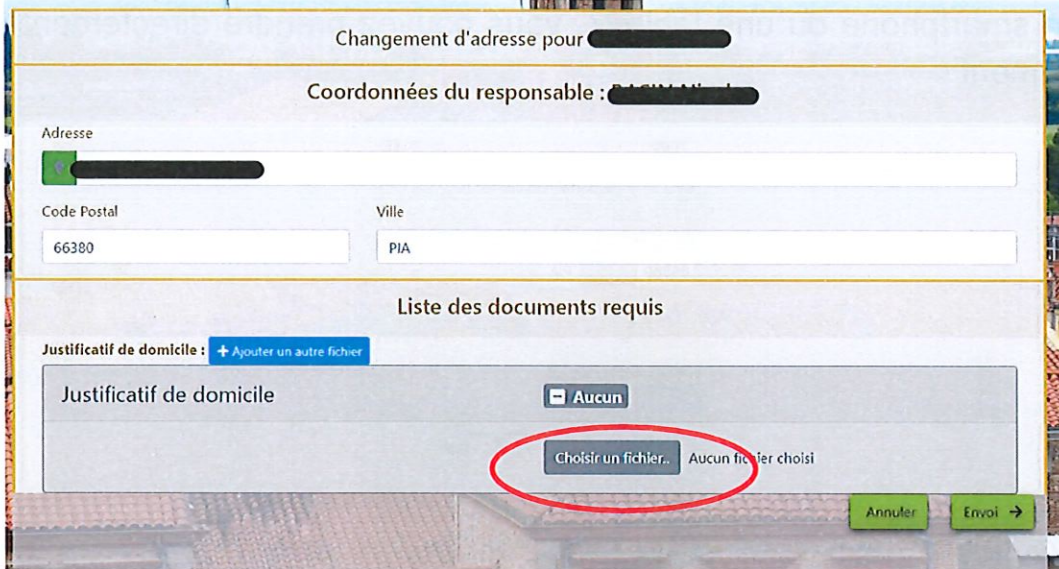 Changement d'adresse pour
Coordonnées du responsable :
Adresse
Code Postal Ville
66380 PIA
Liste des documents requis
Justificatif de domicile : + Ajouter un autre fichier
Justificatif de domicile Aucun
Choisir un fichier.. Aucun fichier choisi
Annuler Envoi →